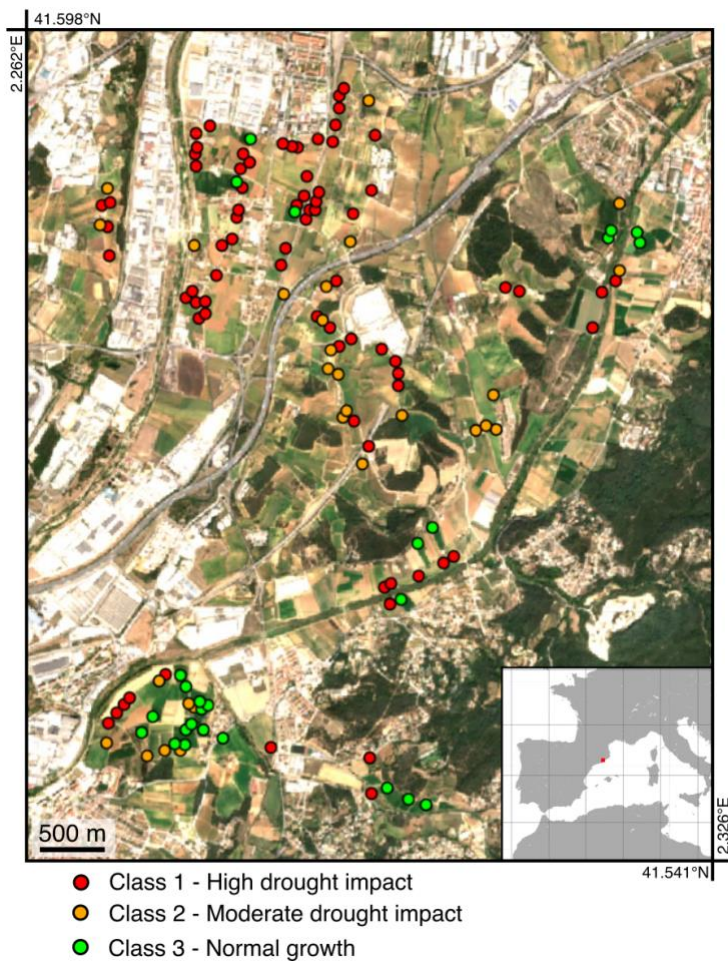 41.598°N
2.262°E
500 m
2.326°E
41.541°N
Class 1 - High drought impact
Class 2 - Moderate drought impact
Class 3 - Normal growth